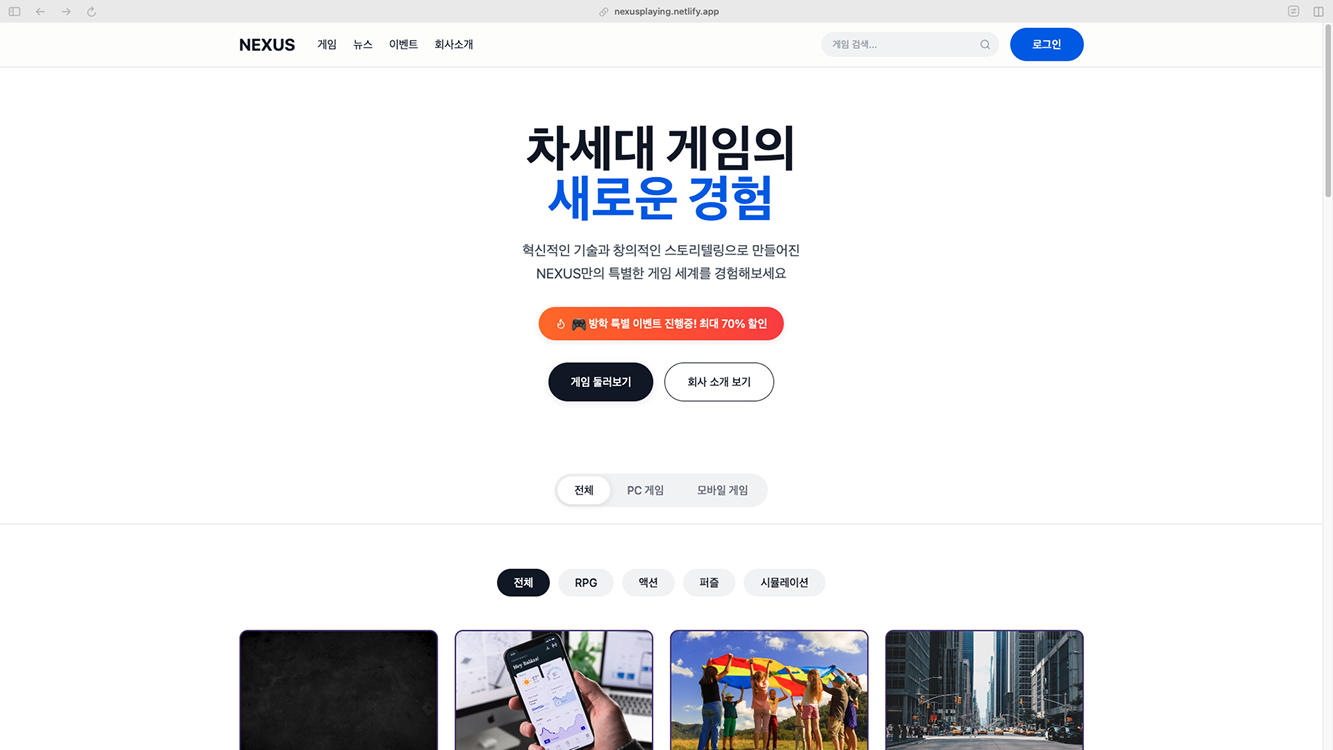 nexusplaying.netlify.app
NEXUS 게임 뉴스 이벤트 회사소개 게임 검색... 로그인
차세대 게임의
새로운 경험
혁신적인 기술과 창의적인 스토리텔링으로 만들어진
NEXUS만의 특별한 게임 세계를 경험해보세요
🎮 방학 특별 이벤트 진행중! 최대 70% 할인
게임 둘러보기 회사 소개 보기
전체 PC 게임 모바일 게임
전체 RPG 액션 퍼즐 시뮬레이션